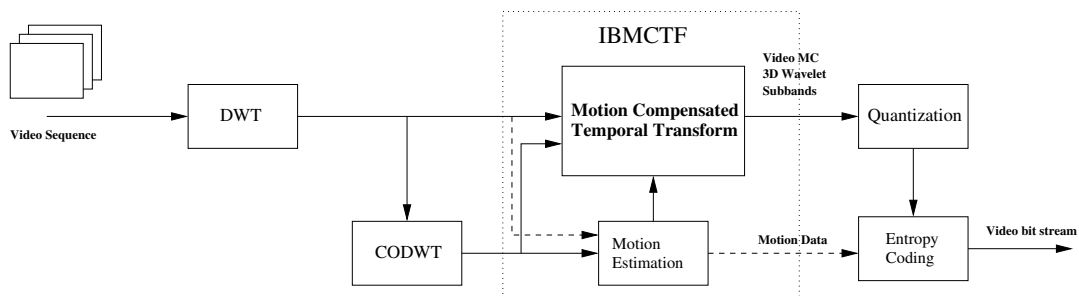 IBMCTF
Video MC
3D Wavelet
Subbands
Motion Compensated
Temporal Transform
DWT
Quantization
Video Sequence
CODWT
Motion
Estimation
Motion Data
Entropy
Coding
Video bit stream